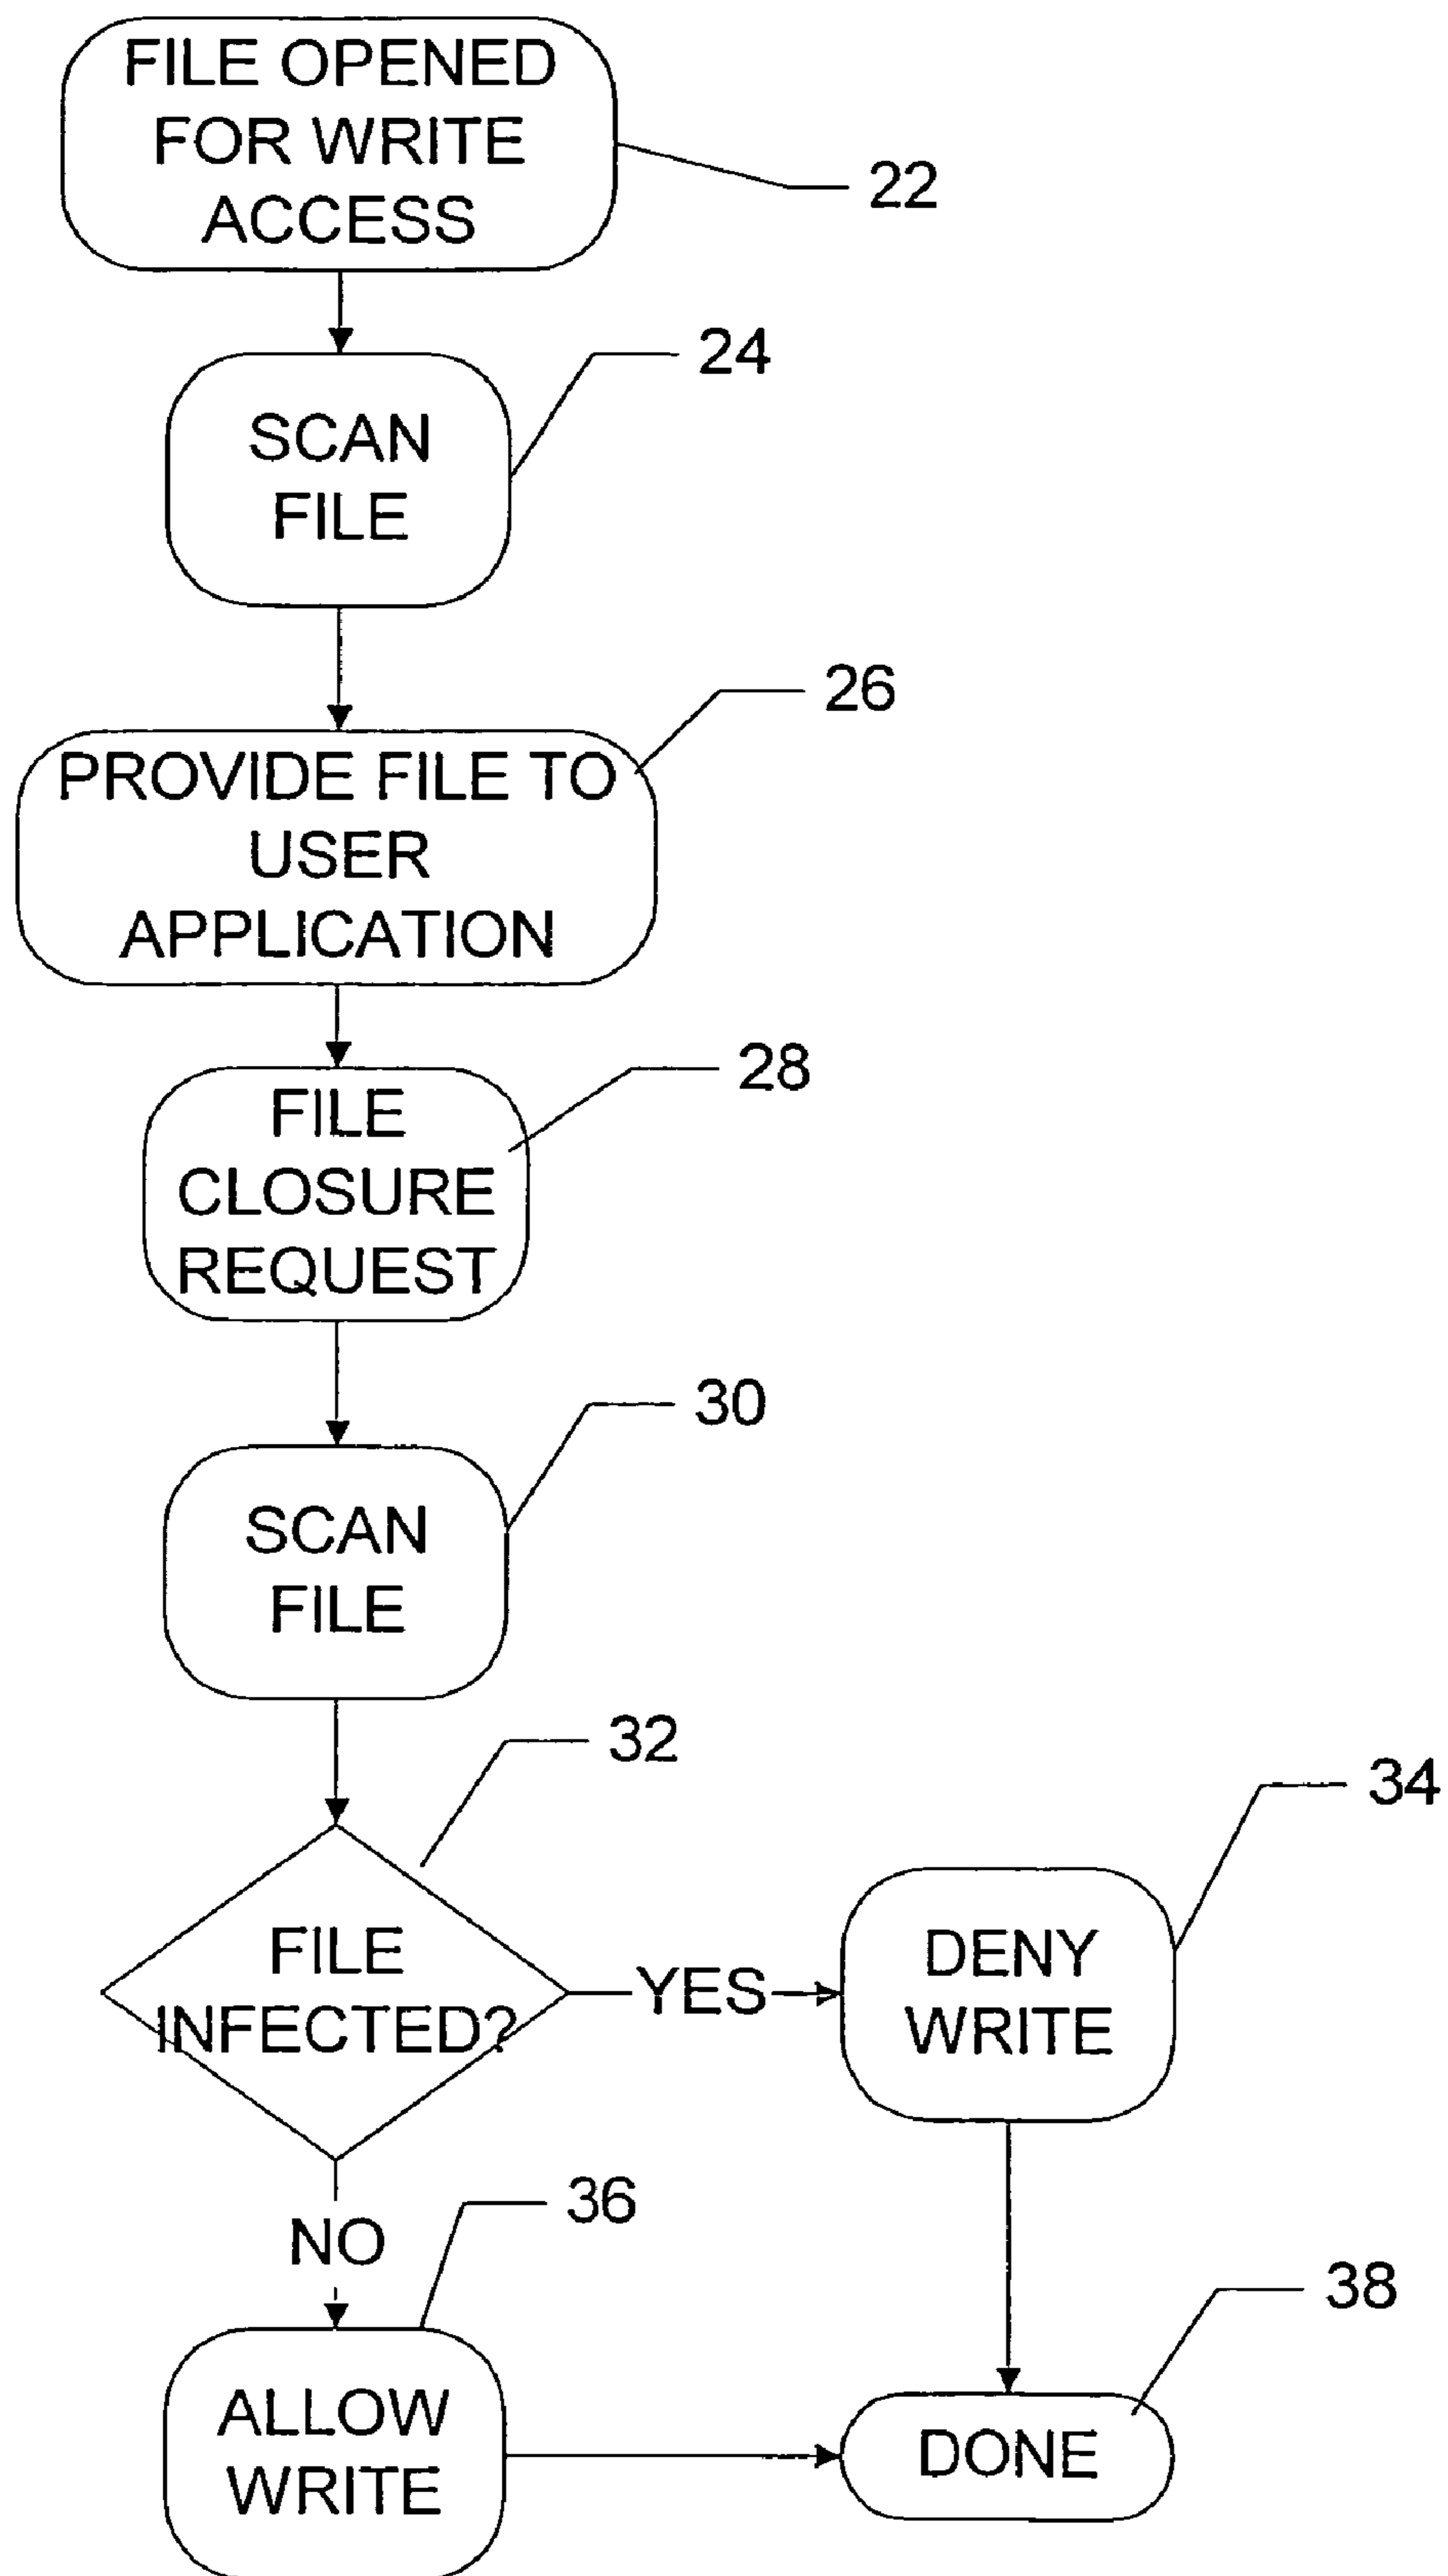 FILE OPENED
FOR WRITE
ACCESS
22
24
SCAN
FILE
26
PROVIDE FILE TO
USER
APPLICATION
28
FILE
CLOSURE
REQUEST
30
SCAN
FILE
32
34
FILE
INFECTED?
YES
DENY
WRITE
36
NO
38
ALLOW
WRITE
DONE